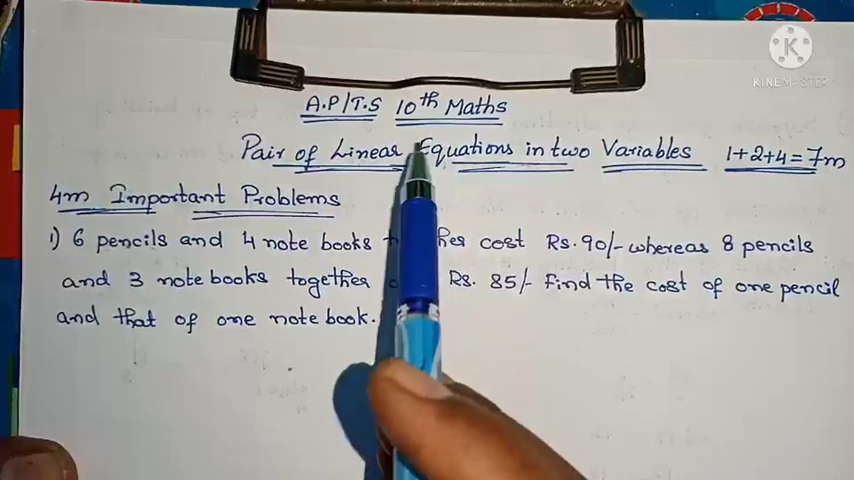 KINEMASTER
A.P/T.S 10th Maths
Pair of Linear Equations in two Variables 1+2+4=7m
4m Important Problems
1) 6 pencils and 4 note books cost Rs.90/- whereas 8 pencils
and 3 note books together Rs. 85/- Find the cost of one pencil
and that of one note book.